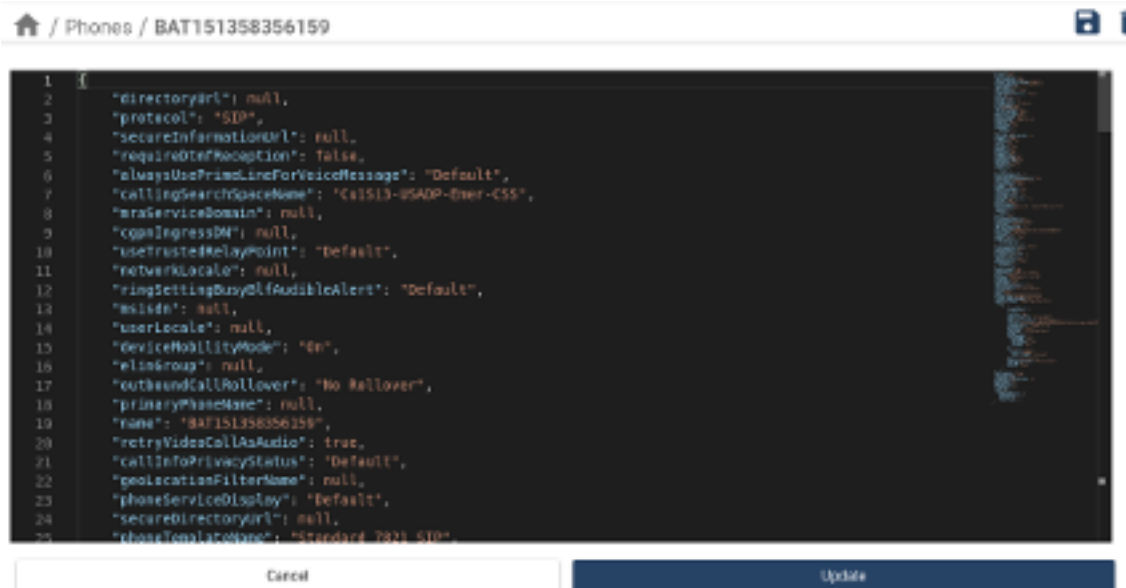 / Phones / BAT151358356159
1 {
2 "directoryUrl": null,
3 "protocol": "SIP",
4 "secureInformationUrl": null,
5 "requireDtmfReception": false,
6 "alwaysUsePrimeLineForVoiceMessage": "Default",
7 "callingSearchSpaceName": "Cu1Si3-USADP-Emer-CSS",
8 "mraServiceDomain": null,
9 "cgpnIngressDN": null,
10 "useTrustedRelayPoint": "Default",
11 "networkLocale": null,
12 "ringSettingBusyBlfAudibleAlert": "Default",
13 "msisdn": null,
14 "userLocale": null,
15 "deviceMobilityMode": "On",
16 "elinGroup": null,
17 "outboundCallRollover": "No Rollover",
18 "primaryPhoneName": null,
19 "name": "BAT151358356159",
20 "retryVideoCallAsAudio": true,
21 "callInfoPrivacyStatus": "Default",
22 "geoLocationFilterName": null,
23 "phoneServiceDisplay": "Default",
24 "secureDirectoryUrl": null,
25 "phoneTemplateName": "Standard 7821 SIP",
Cancel
Update